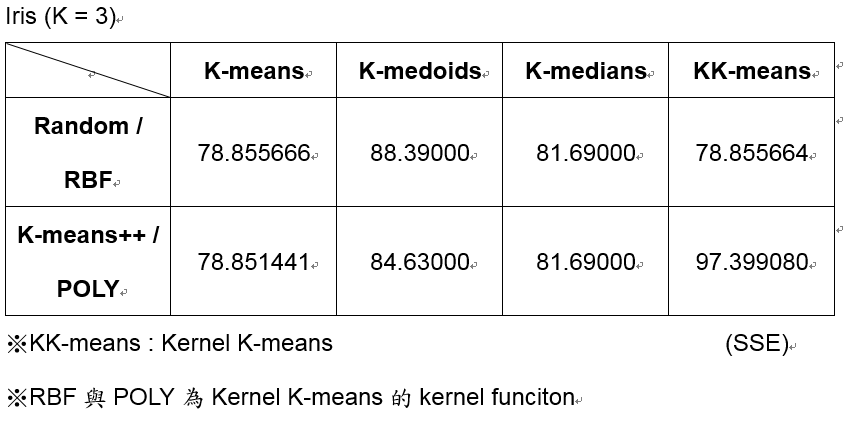 Iris (K = 3)
K-means K-medoids K-medians KK-means
Random /
RBF
78.855666 88.39000 81.69000 78.855664
K-means++ /
POLY
78.851441 84.63000 81.69000 97.399080
※KK-means : Kernel K-means (SSE)
※RBF 與 POLY 為 Kernel K-means 的 kernel funciton